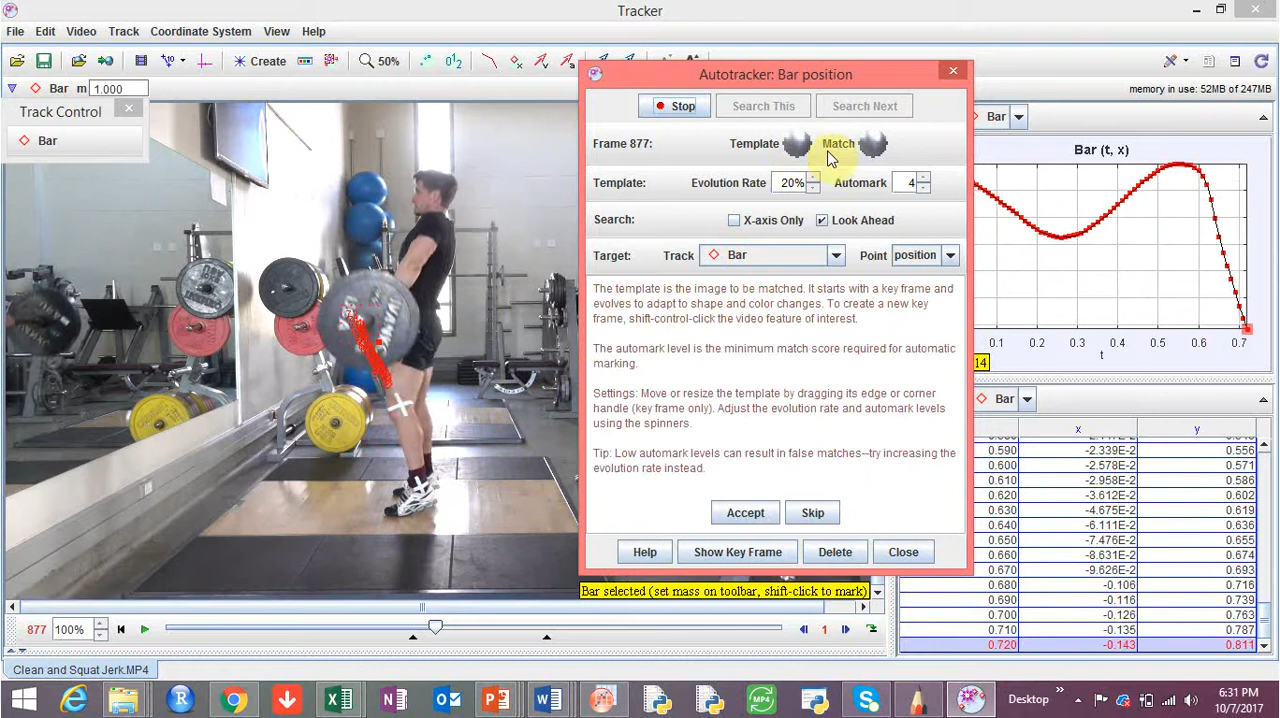 Tracker
File Edit Video Track Coordinate System View Help
Create 50%
Bar m 1.000
memory in use: 52MB of 247MB
Track Control
Bar
Autotracker: Bar position
Stop Search This Search Next
Frame 877: Template Match
Template: Evolution Rate 20% Automark 4
Search: X-axis Only Look Ahead
Target: Track Bar Point position
The template is the image to be matched. It starts with a key frame and
evolves to adapt to shape and color changes. To create a new key
frame, shift-control-click the video feature of interest.
The automark level is the minimum match score required for automatic
marking.
Settings: Move or resize the template by dragging its edge or corner
handle (key frame only). Adjust the evolution rate and automark levels
using the spinners.
Tip: Low automark levels can result in false matches--try increasing the
evolution rate instead.
Accept Skip
Help Show Key Frame Delete Close
Bar selected (set mass on toolbar, shift-click to mark)
Bar
Bar (t, x)
0.1 0.2 0.3 0.4 0.5 0.6 0.7
t
14
Bar
x y
0.590 -2.339E-2 0.556
0.600 -2.578E-2 0.571
0.610 -2.958E-2 0.586
0.620 -3.612E-2 0.602
0.630 -4.675E-2 0.619
0.640 -6.111E-2 0.636
0.650 -7.476E-2 0.655
0.660 -8.631E-2 0.674
0.670 -9.626E-2 0.693
0.680 -0.106 0.716
0.690 -0.116 0.739
0.700 -0.126 0.763
0.710 -0.135 0.787
0.720 -0.143 0.811
877 100% 1
Clean and Squat Jerk.MP4
Desktop
6:31 PM
10/7/2017